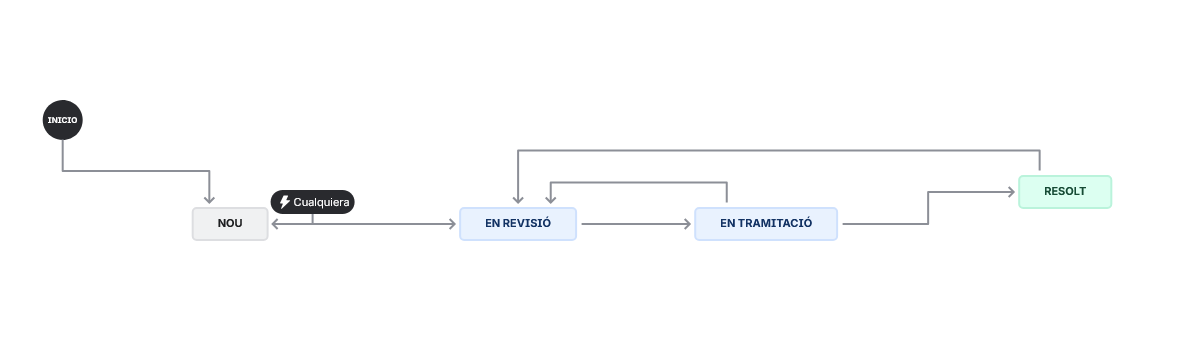 INICIO
Cualquiera
NOU
EN REVISIÓ
EN TRAMITACIÓ
RESOLT